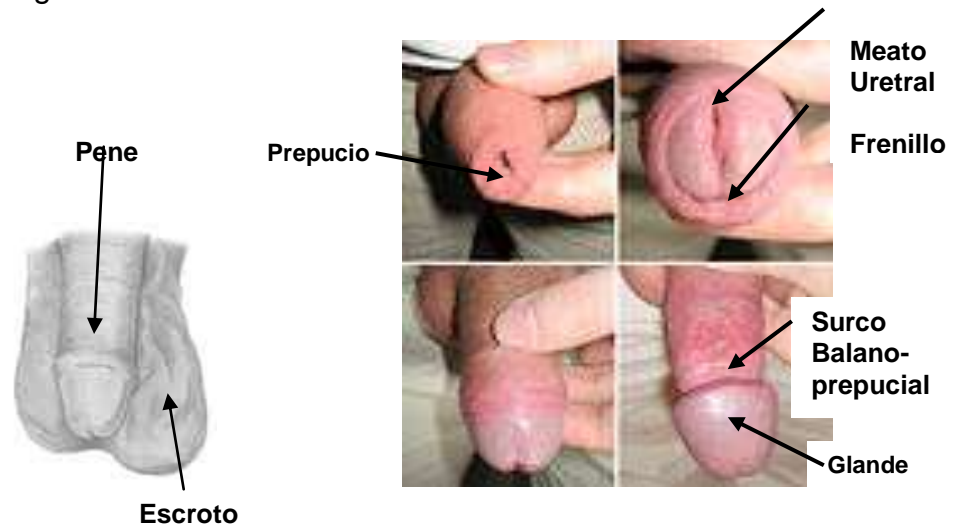 g
Meato
Uretral
Pene
Prepucio
Frenillo
Surco
Balano-
prepucial
Glande
Escroto